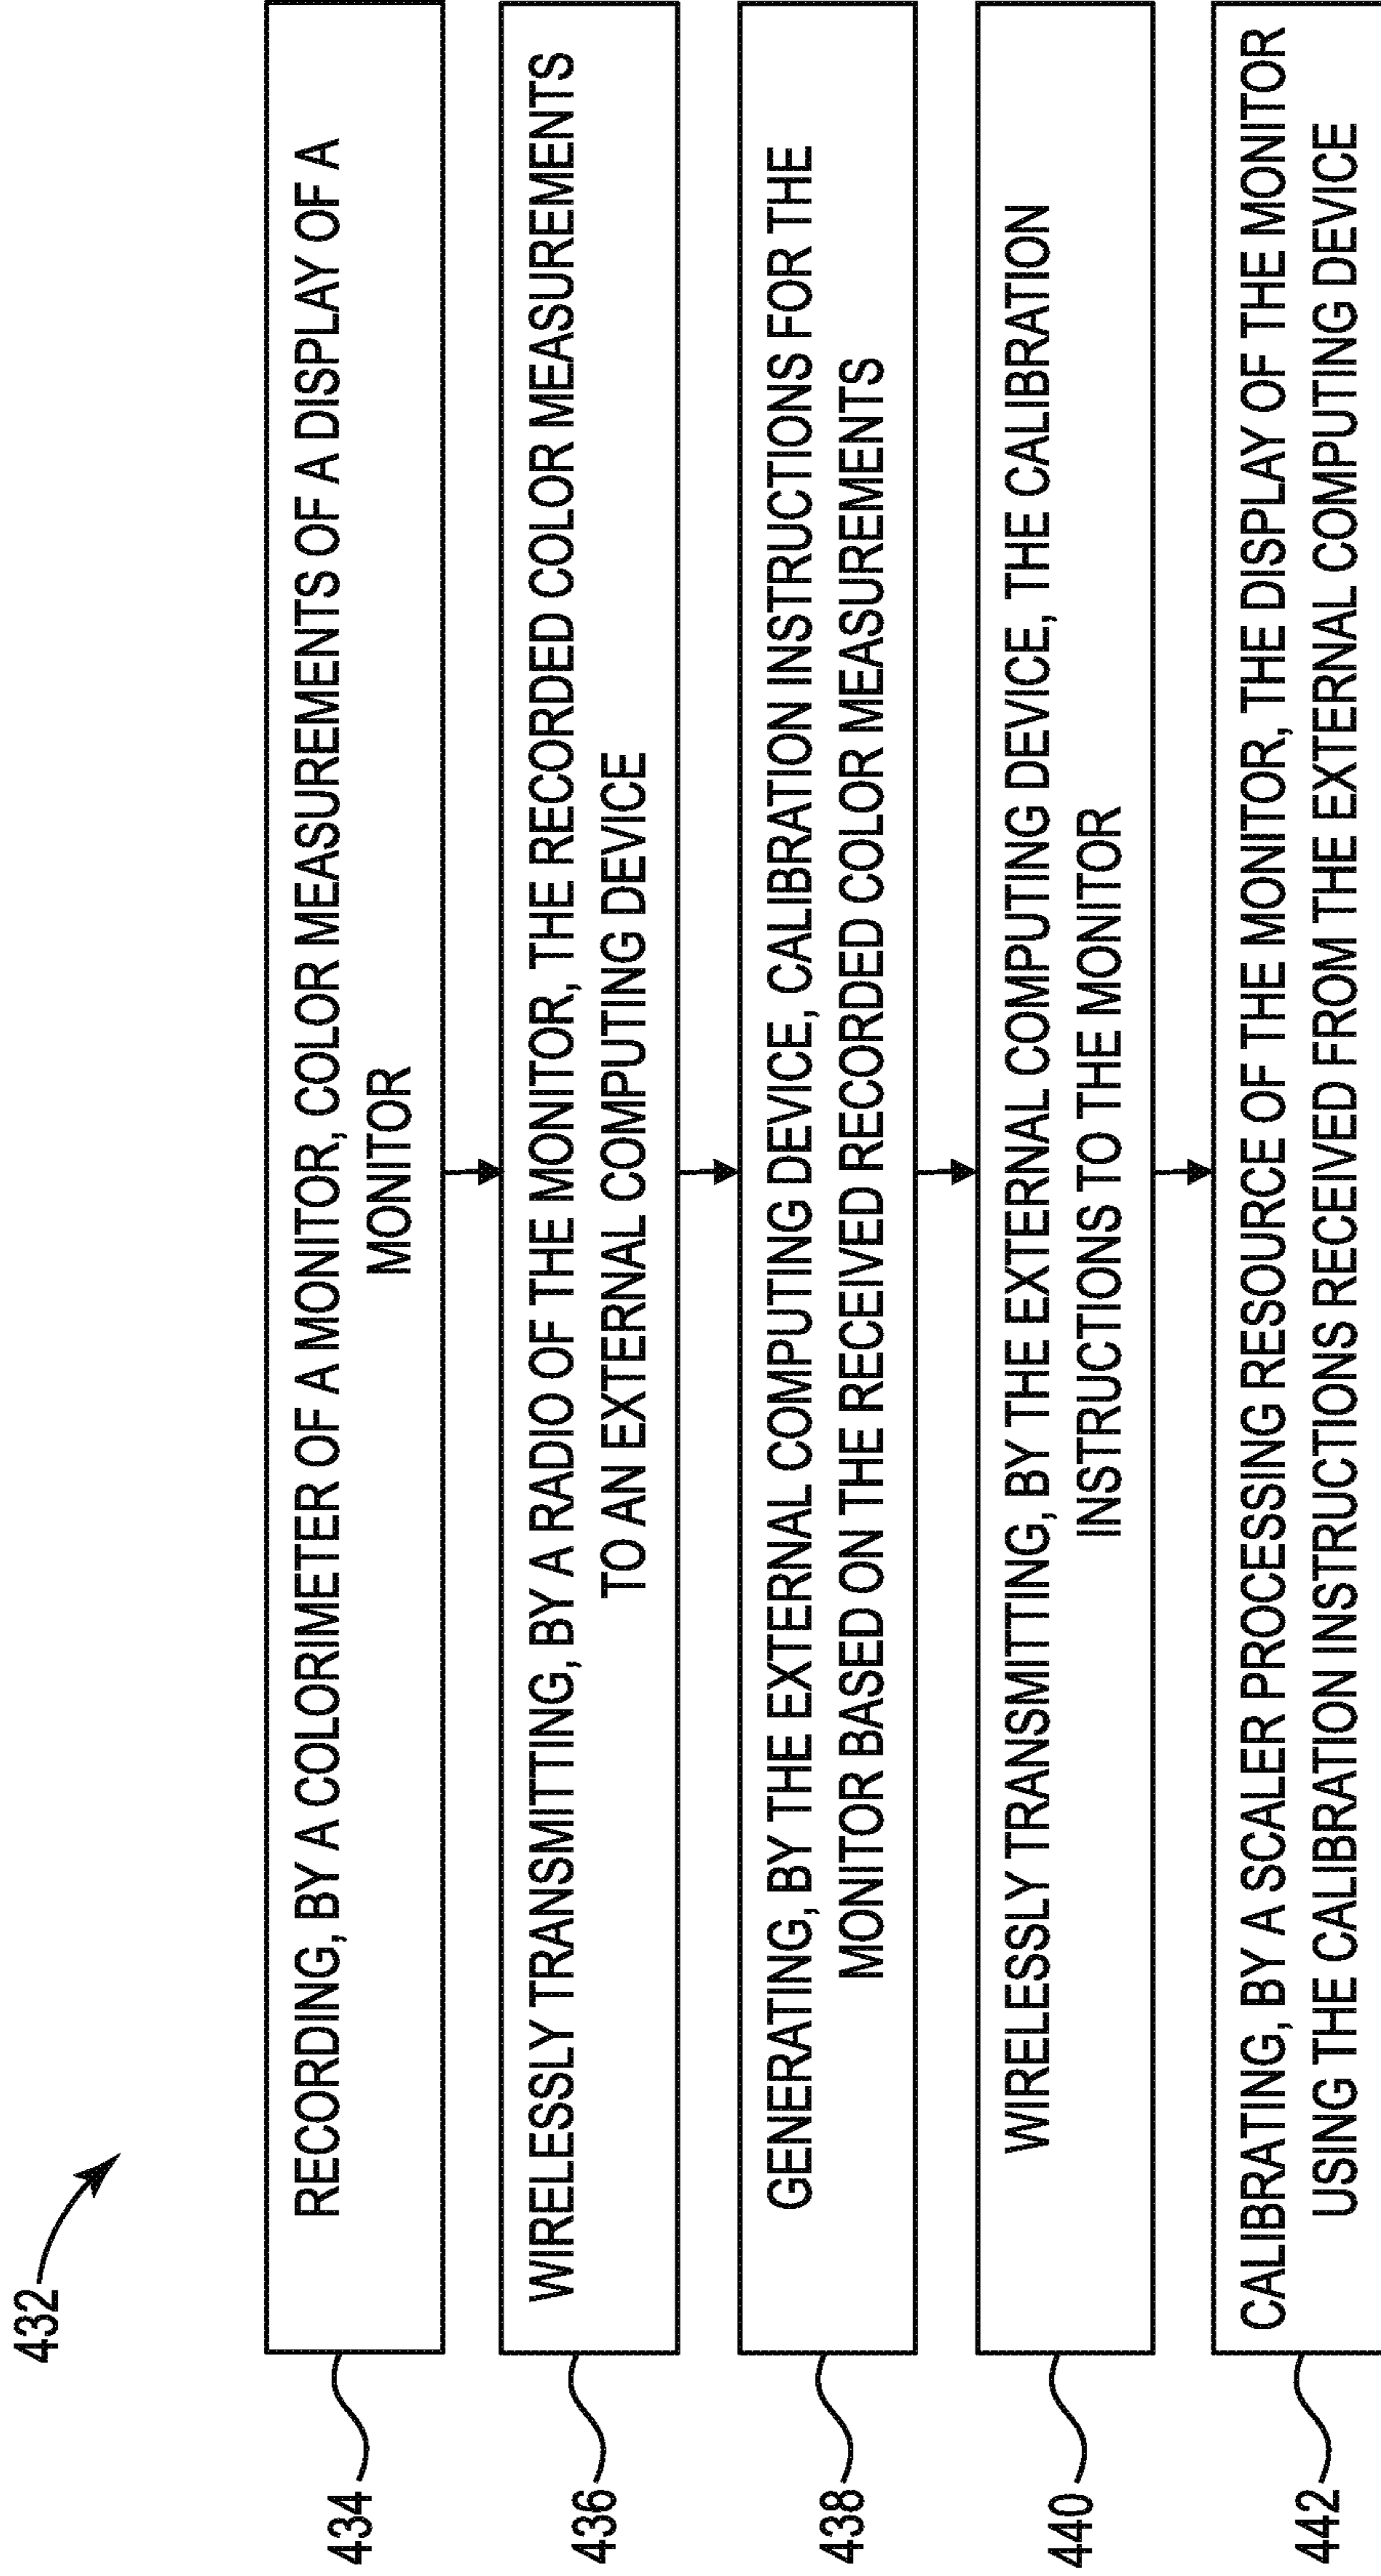 432
434
RECORDING, BY A COLORIMETER OF A MONITOR, COLOR MEASUREMENTS OF A DISPLAY OF A
MONITOR
436
WIRELESSLY TRANSMITTING, BY A RADIO OF THE MONITOR, THE RECORDED COLOR MEASUREMENTS
TO AN EXTERNAL COMPUTING DEVICE
438
GENERATING, BY THE EXTERNAL COMPUTING DEVICE, CALIBRATION INSTRUCTIONS FOR THE
MONITOR BASED ON THE RECEIVED RECORDED COLOR MEASUREMENTS
440
WIRELESSLY TRANSMITTING, BY THE EXTERNAL COMPUTING DEVICE, THE CALIBRATION
INSTRUCTIONS TO THE MONITOR
442
CALIBRATING, BY A SCALER PROCESSING RESOURCE OF THE MONITOR, THE DISPLAY OF THE MONITOR
USING THE CALIBRATION INSTRUCTIONS RECEIVED FROM THE EXTERNAL COMPUTING DEVICE